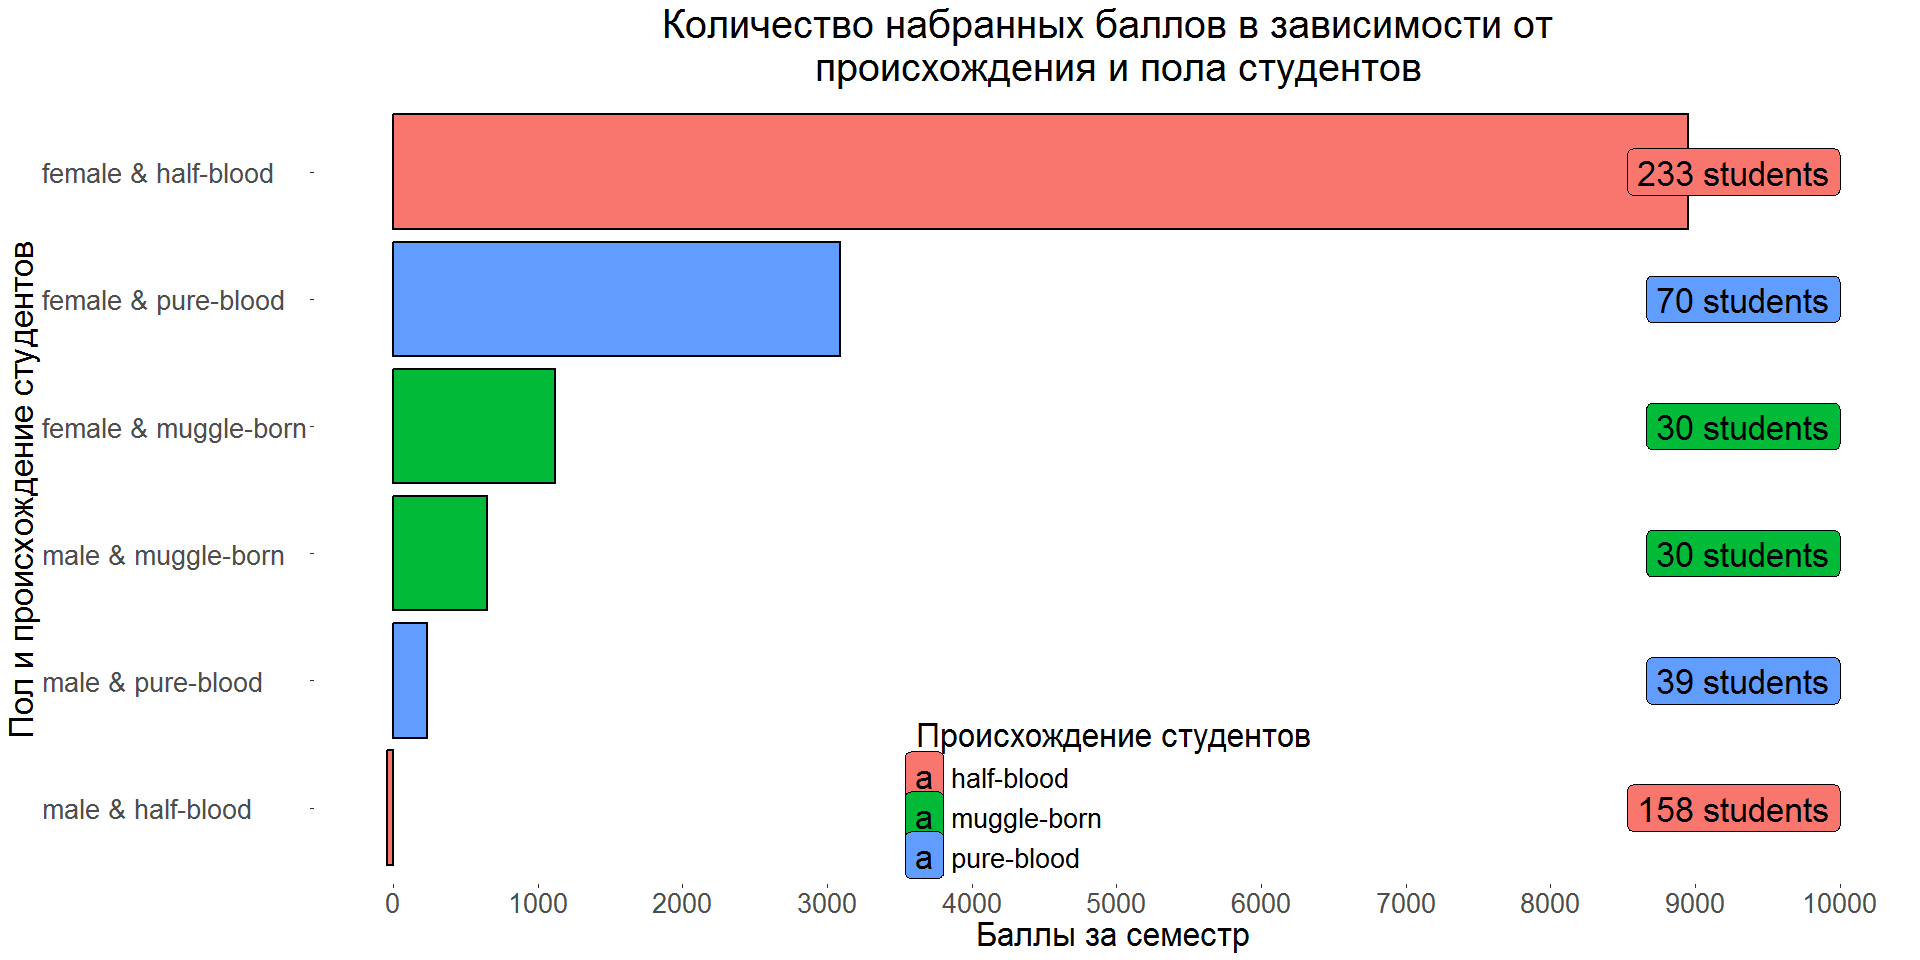 Количество набранных баллов в зависимости от
происхождения и пола студентов
Пол и происхождение студентов
female & half-blood
233 students
female & pure-blood
70 students
female & muggle-born
30 students
male & muggle-born
30 students
male & pure-blood
39 students
male & half-blood
158 students
Происхождение студентов
a half-blood
a muggle-born
a pure-blood
0 1000 2000 3000 4000 5000 6000 7000 8000 9000 10000
Баллы за семестр